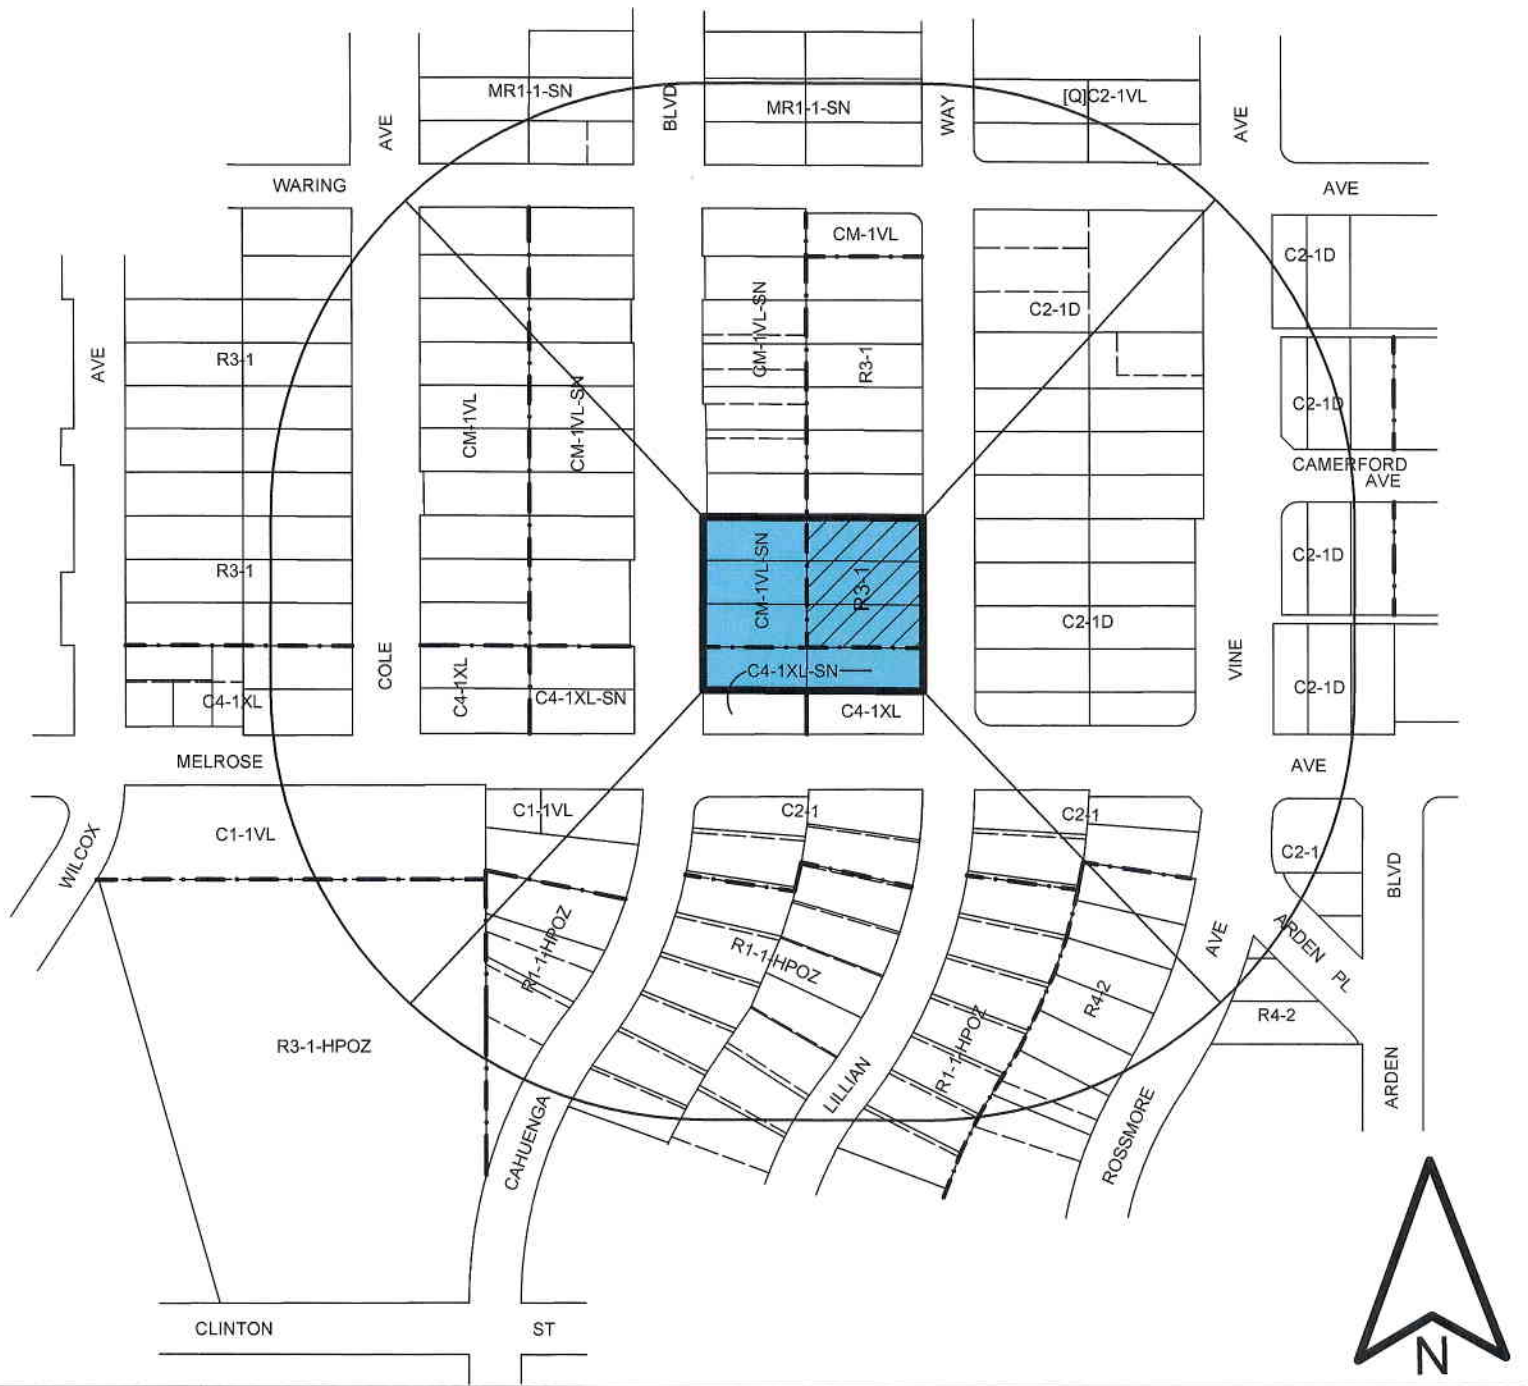 MR1-1-SN
MR1-1-SN
[Q]C2-1VL
AVE
BLVD
WAY
AVE
WARING
AVE
CM-1VL
C2-1D
CM-1VL-SN
C2-1D
AVE
R3-1
R3-1
CM-1VL
CM-1VL-SN
C2-1D
CAMERFORD
AVE
R3-1
CM-1VL-SN
R3-1
C2-1D
C2-1D
COLE
VINE
C4-1XL
C4-1XL
C4-1XL-SN
C4-1XL-SN
C4-1XL
C2-1D
MELROSE
AVE
WILCOX
C1-1VL
C1-1VL
C2-1
C2-1
C2-1
BLVD
R1-1-HPOZ
R1-1-HPOZ
AVE
ARDEN PL
R4-2
R4-2
R3-1-HPOZ
R1-1-HPOZ
LILLIAN
CAHUENGA
ROSSMORE
ARDEN
CLINTON
ST
N